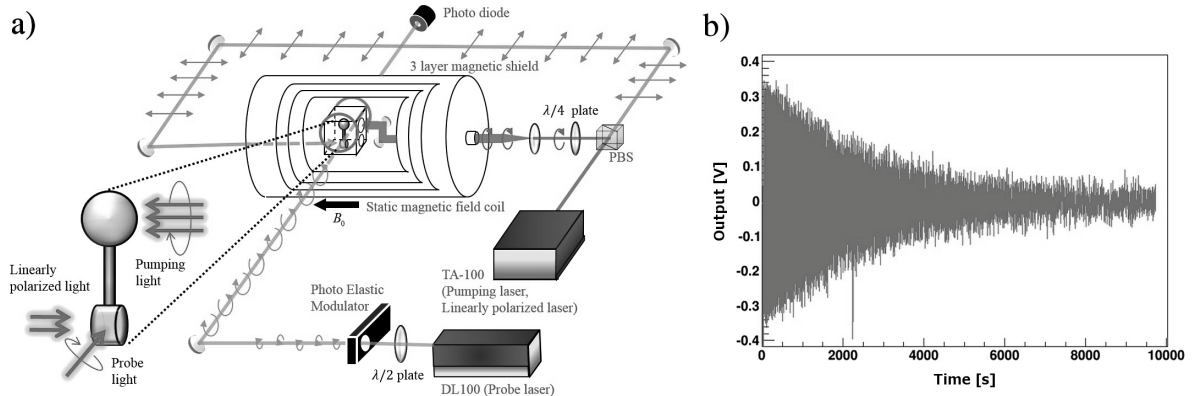 a)
Photo diode
3 layer magnetic shield
λ/4 plate
PBS
B₀
Static magnetic field coil
Linearly
polarized light
Pumping
light
Probe
light
Photo Elastic
Modulator
λ/2 plate
TA-100
(Pumping laser,
Linearly polarized laser)
DL100 (Probe laser)
b)
Output [V]
0.4
0.3
0.2
0.1
0
-0.1
-0.2
-0.3
-0.4
0
2000
4000
6000
8000
10000
Time [s]